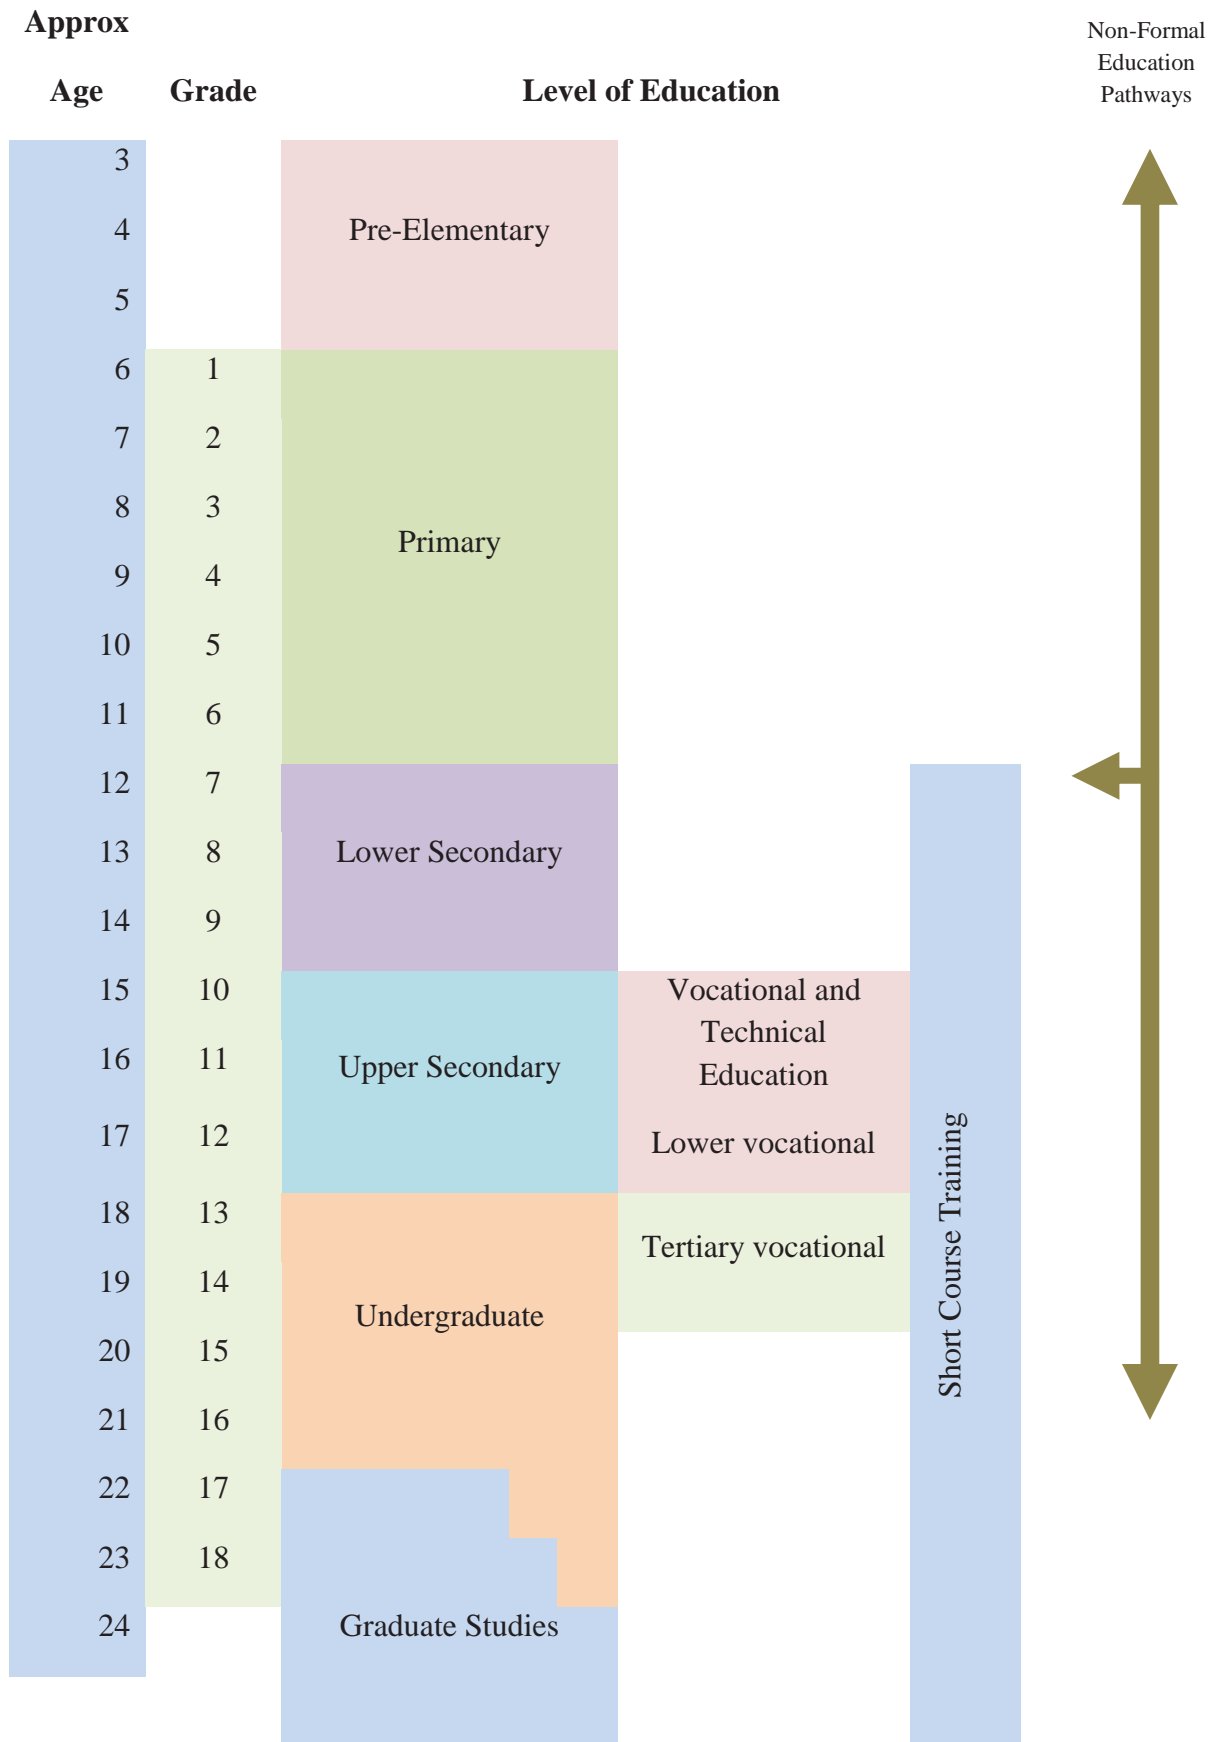 Approx
Non-Formal
Education
Pathways
Age Grade Level of Education
3
4 Pre-Elementary
5
6 1
7 2
8 3
Primary
9 4
10 5
11 6
12 7
13 8 Lower Secondary
14 9
15 10 Vocational and
Technical
16 11 Upper Secondary Education
17 12 Lower vocational
18 13
Tertiary vocational
Short Course Training
19 14
Undergraduate
20 15
21 16
22 17
23 18
24 Graduate Studies